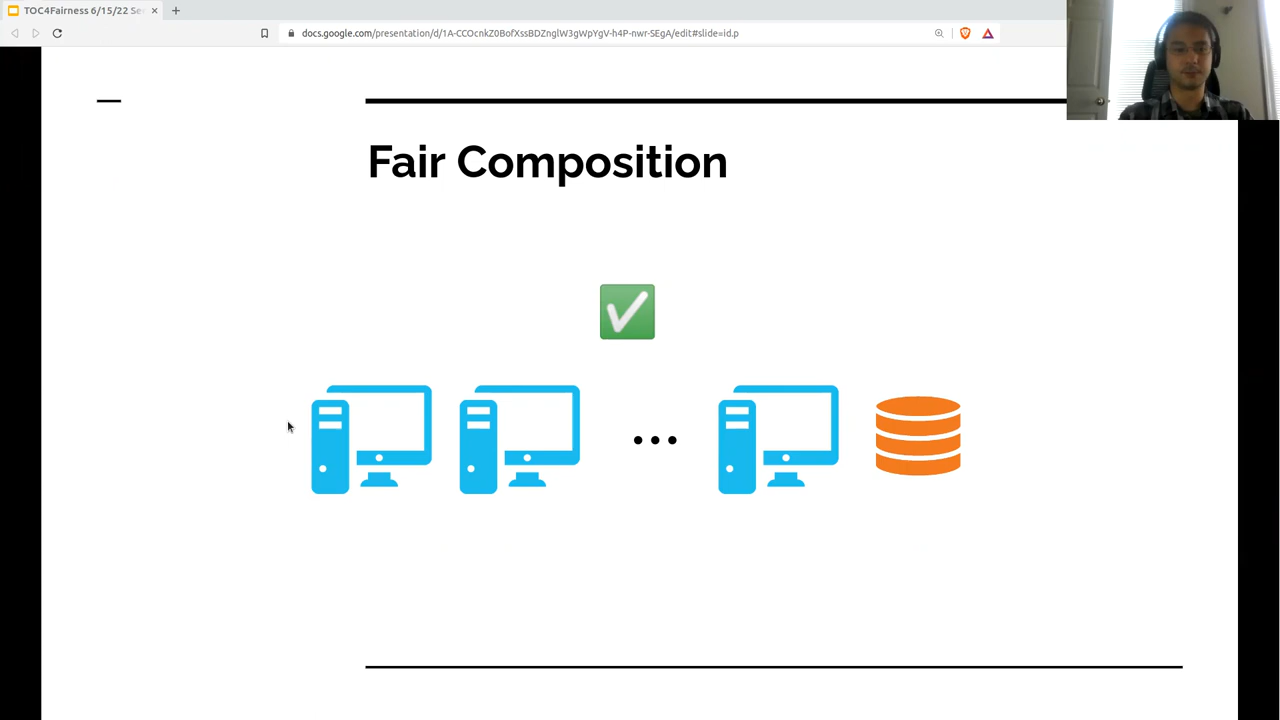 TOC4Fairness 6/15/22 Se
docs.google.com/presentation/d/1A-CCOcnkZ0BofXssBDZnglW3gWpYgV-h4P-nwr-SEgA/edit#slide=id.p
Fair Composition